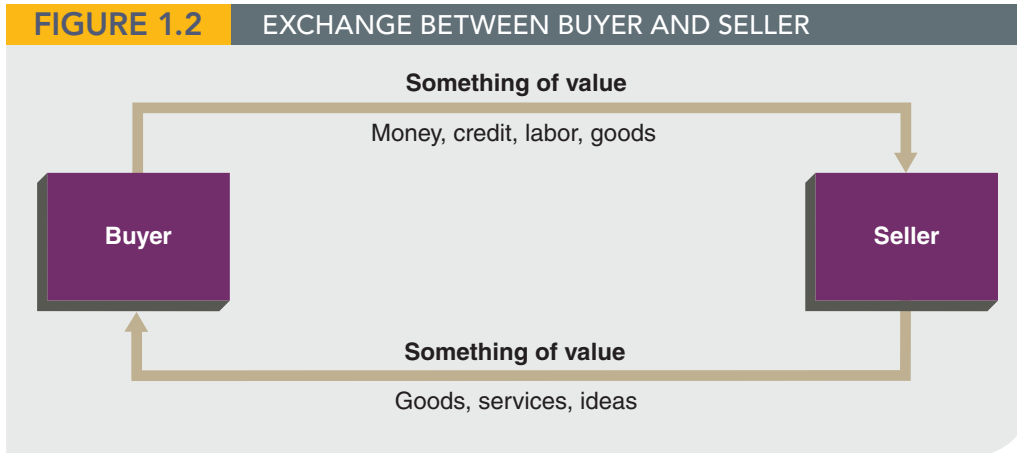 FIGURE 1.2 EXCHANGE BETWEEN BUYER AND SELLER
Something of value
Money, credit, labor, goods
Buyer
Seller
Something of value
Goods, services, ideas